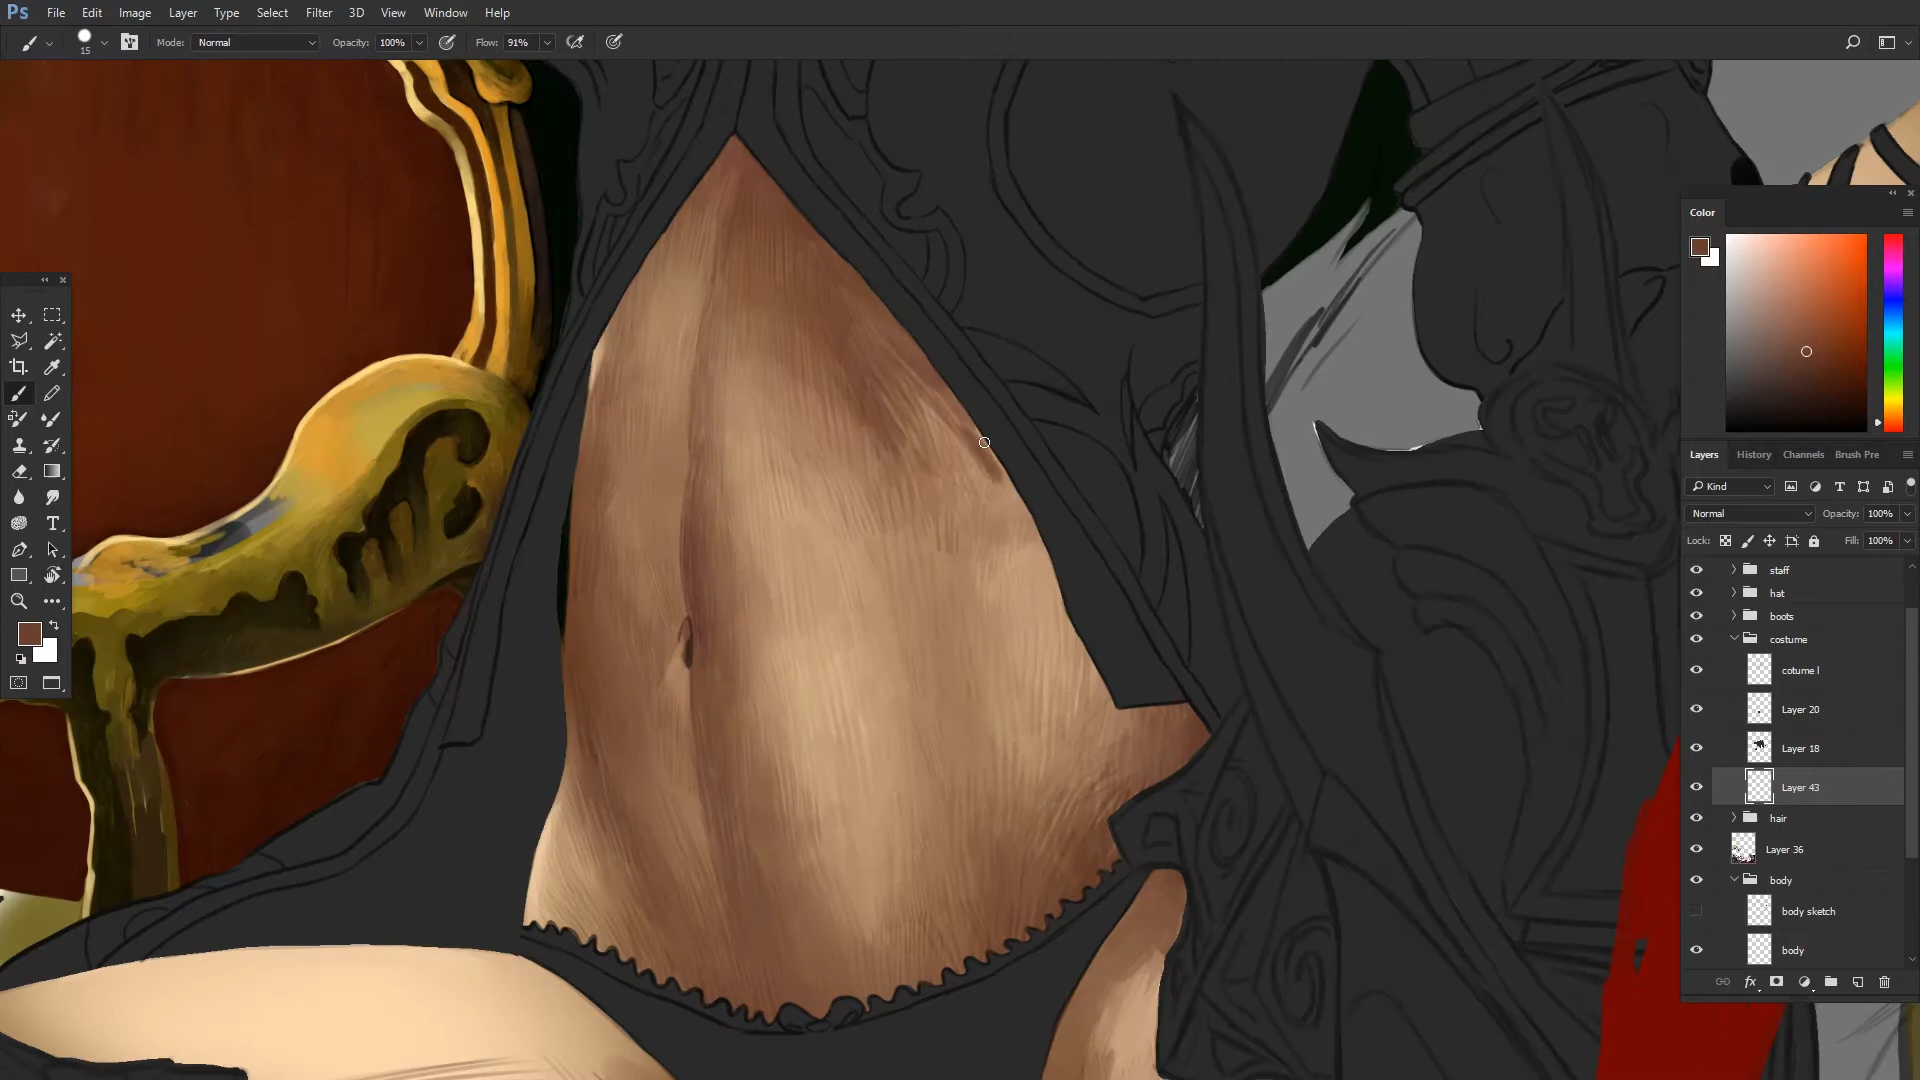 Ps File Edit Image Layer Type Select Filter 3D View Window Help
15 Mode: Normal Opacity: 100% Flow: 91%
Color
Layers History Channels Brush Pre
Kind
Normal Opacity: 100%
Lock: Fill: 100%
staff
hat
boots
costume
cotume l
Layer 20
Layer 18
Layer 43
hair
Layer 36
body
body sketch
body
fx